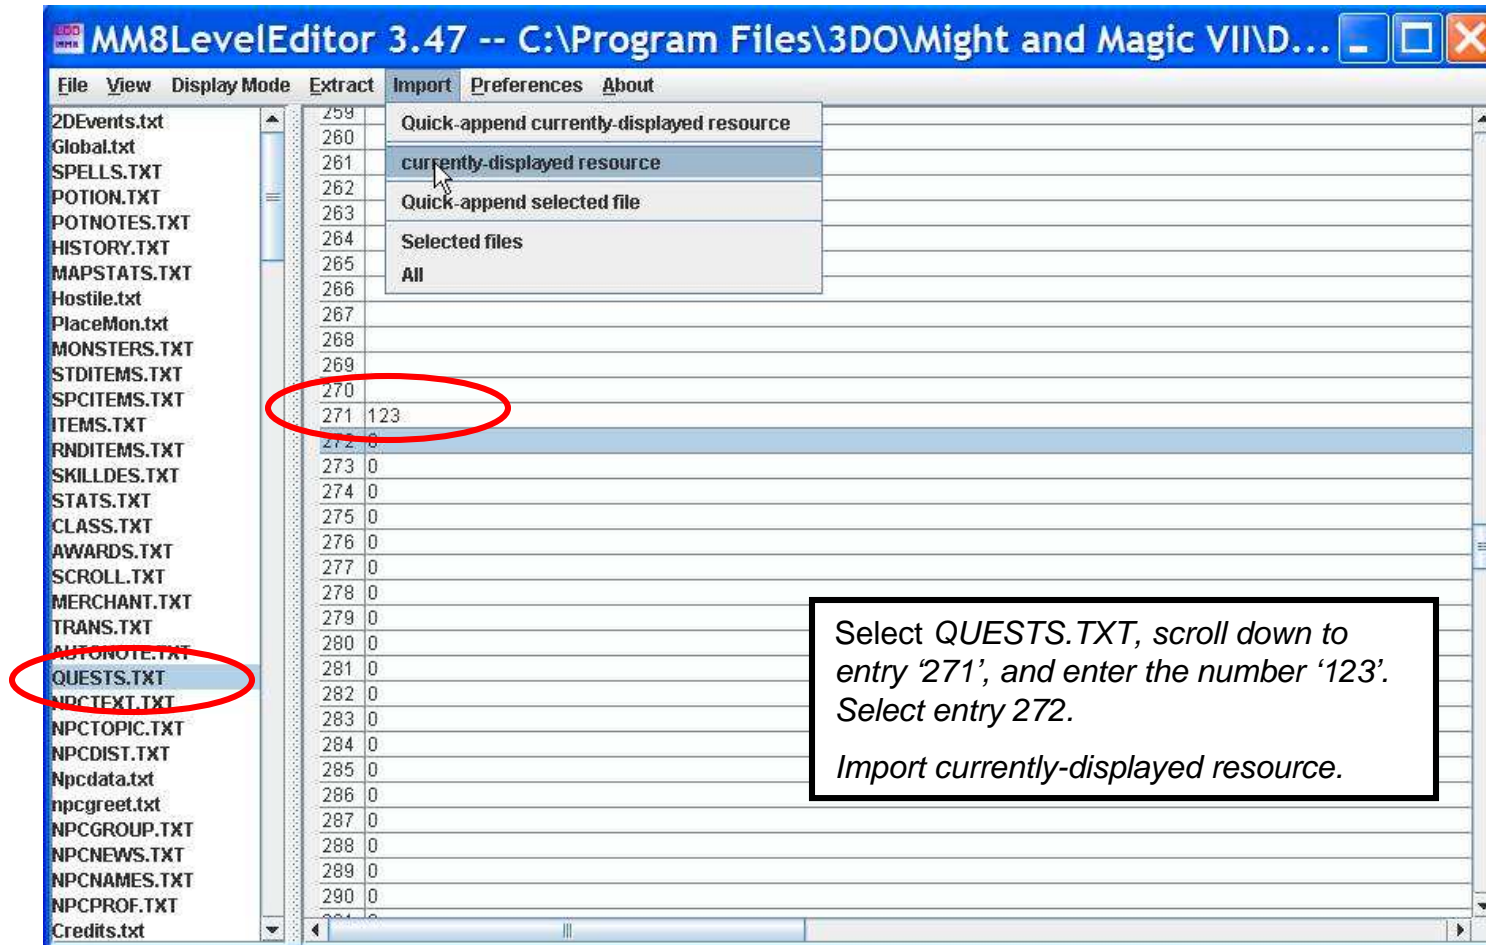 MM8LevelEditor 3.47 -- C:\Program Files\3DO\Might and Magic VII\D...
File View Display Mode Extract Import Preferences About
2DEvents.txt
Global.txt
SPELLS.TXT
POTION.TXT
POTNOTES.TXT
HISTORY.TXT
MAPSTATS.TXT
Hostile.txt
PlaceMon.txt
MONSTERS.TXT
STDITEMS.TXT
SPCITEMS.TXT
ITEMS.TXT
RNDITEMS.TXT
SKILLDES.TXT
STATS.TXT
CLASS.TXT
AWARDS.TXT
SCROLL.TXT
MERCHANT.TXT
TRANS.TXT
AUTONOTE.TXT
QUESTS.TXT
NPCTEXT.TXT
NPCTOPIC.TXT
NPCDIST.TXT
Npcdata.txt
npcgreet.txt
NPCGROUP.TXT
NPCNEWS.TXT
NPCNAMES.TXT
NPCPROF.TXT
Credits.txt
Quick-append currently-displayed resource
currently-displayed resource
Quick-append selected file
Selected files
All
259
260
261
262
263
264
265
266
267
268
269
270
271 123
272 0
273 0
274 0
275 0
276 0
277 0
278 0
279 0
280 0
281 0
282 0
283 0
284 0
285 0
286 0
287 0
288 0
289 0
290 0
Select QUESTS.TXT, scroll down to
entry ‘271’, and enter the number ‘123’.
Select entry 272.
Import currently-displayed resource.